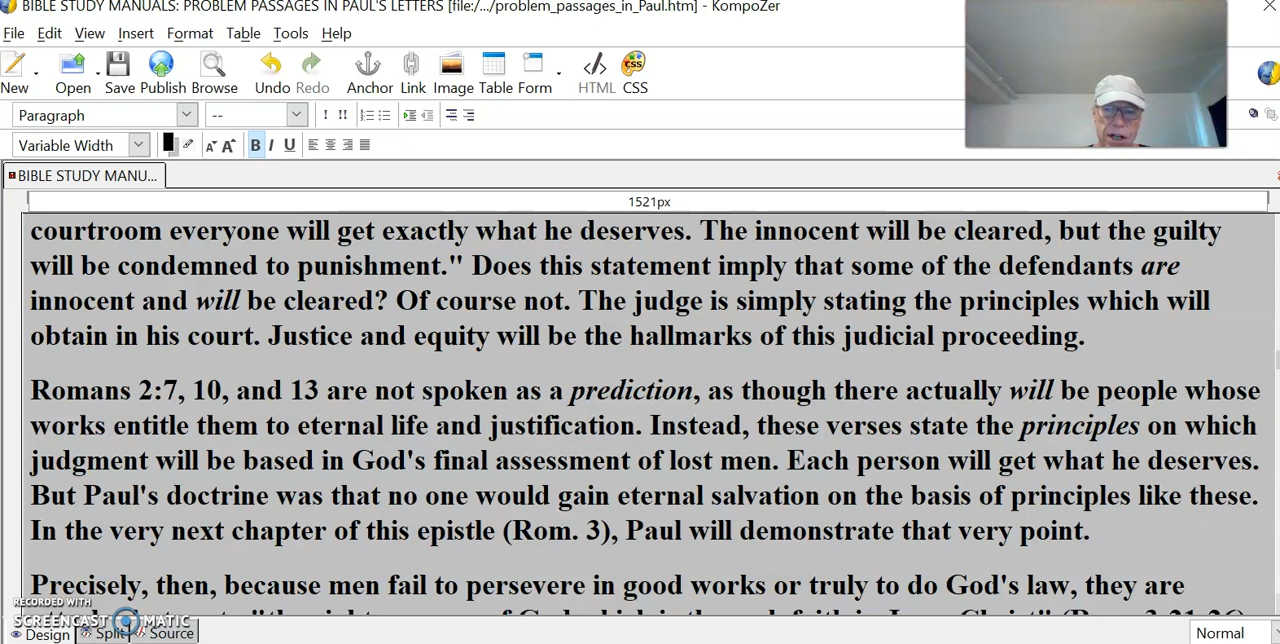 BIBLE STUDY MANUALS: PROBLEM PASSAGES IN PAUL'S LETTERS [file:/.../problem_passages_in_Paul.htm] - KompoZer
File Edit View Insert Format Table Tools Help
New Open Save Publish Browse Undo Redo Anchor Link Image Table Form HTML CSS
Paragraph -- ! !!
Variable Width A A B I U
BIBLE STUDY MANU...
1521px
courtroom everyone will get exactly what he deserves. The innocent will be cleared, but the guilty
will be condemned to punishment." Does this statement imply that some of the defendants are
innocent and will be cleared? Of course not. The judge is simply stating the principles which will
obtain in his court. Justice and equity will be the hallmarks of this judicial proceeding.
Romans 2:7, 10, and 13 are not spoken as a prediction, as though there actually will be people whose
works entitle them to eternal life and justification. Instead, these verses state the principles on which
judgment will be based in God's final assessment of lost men. Each person will get what he deserves.
But Paul's doctrine was that no one would gain eternal salvation on the basis of principles like these.
In the very next chapter of this epistle (Rom. 3), Paul will demonstrate that very point.
Precisely, then, because men fail to persevere in good works or truly to do God's law, they are
RECORDED WITH
SCREENCAST MATIC
Design Split Source
Normal